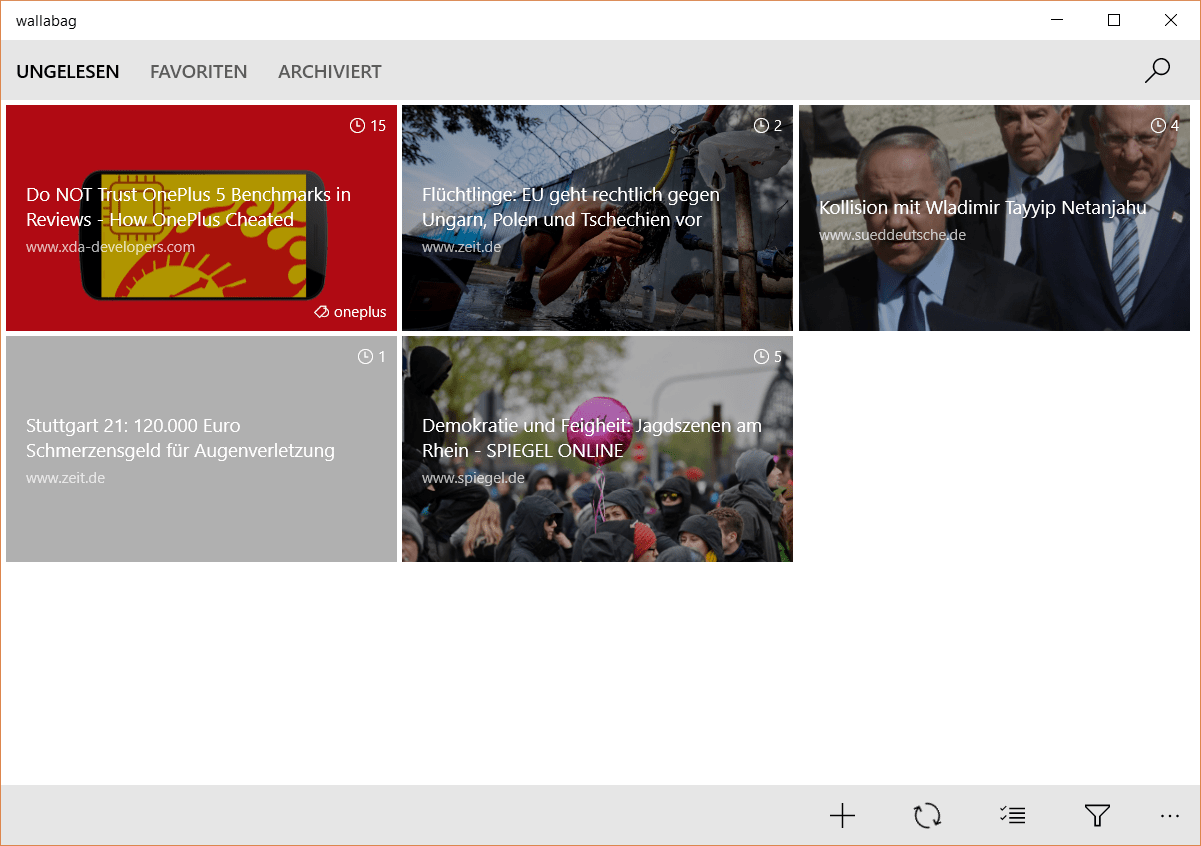 wallabag
UNGELESEN FAVORITEN ARCHIVIERT
15
Do NOT Trust OnePlus 5 Benchmarks in
Reviews - How OnePlus Cheated
www.xda-developers.com
oneplus
2
Flüchtlinge: EU geht rechtlich gegen
Ungarn, Polen und Tschechien vor
www.zeit.de
4
Kollision mit Wladimir Tayyip Netanjahu
www.sueddeutsche.de
1
Stuttgart 21: 120.000 Euro
Schmerzensgeld für Augenverletzung
www.zeit.de
5
Demokratie und Feigheit: Jagdszenen am
Rhein - SPIEGEL ONLINE
www.spiegel.de